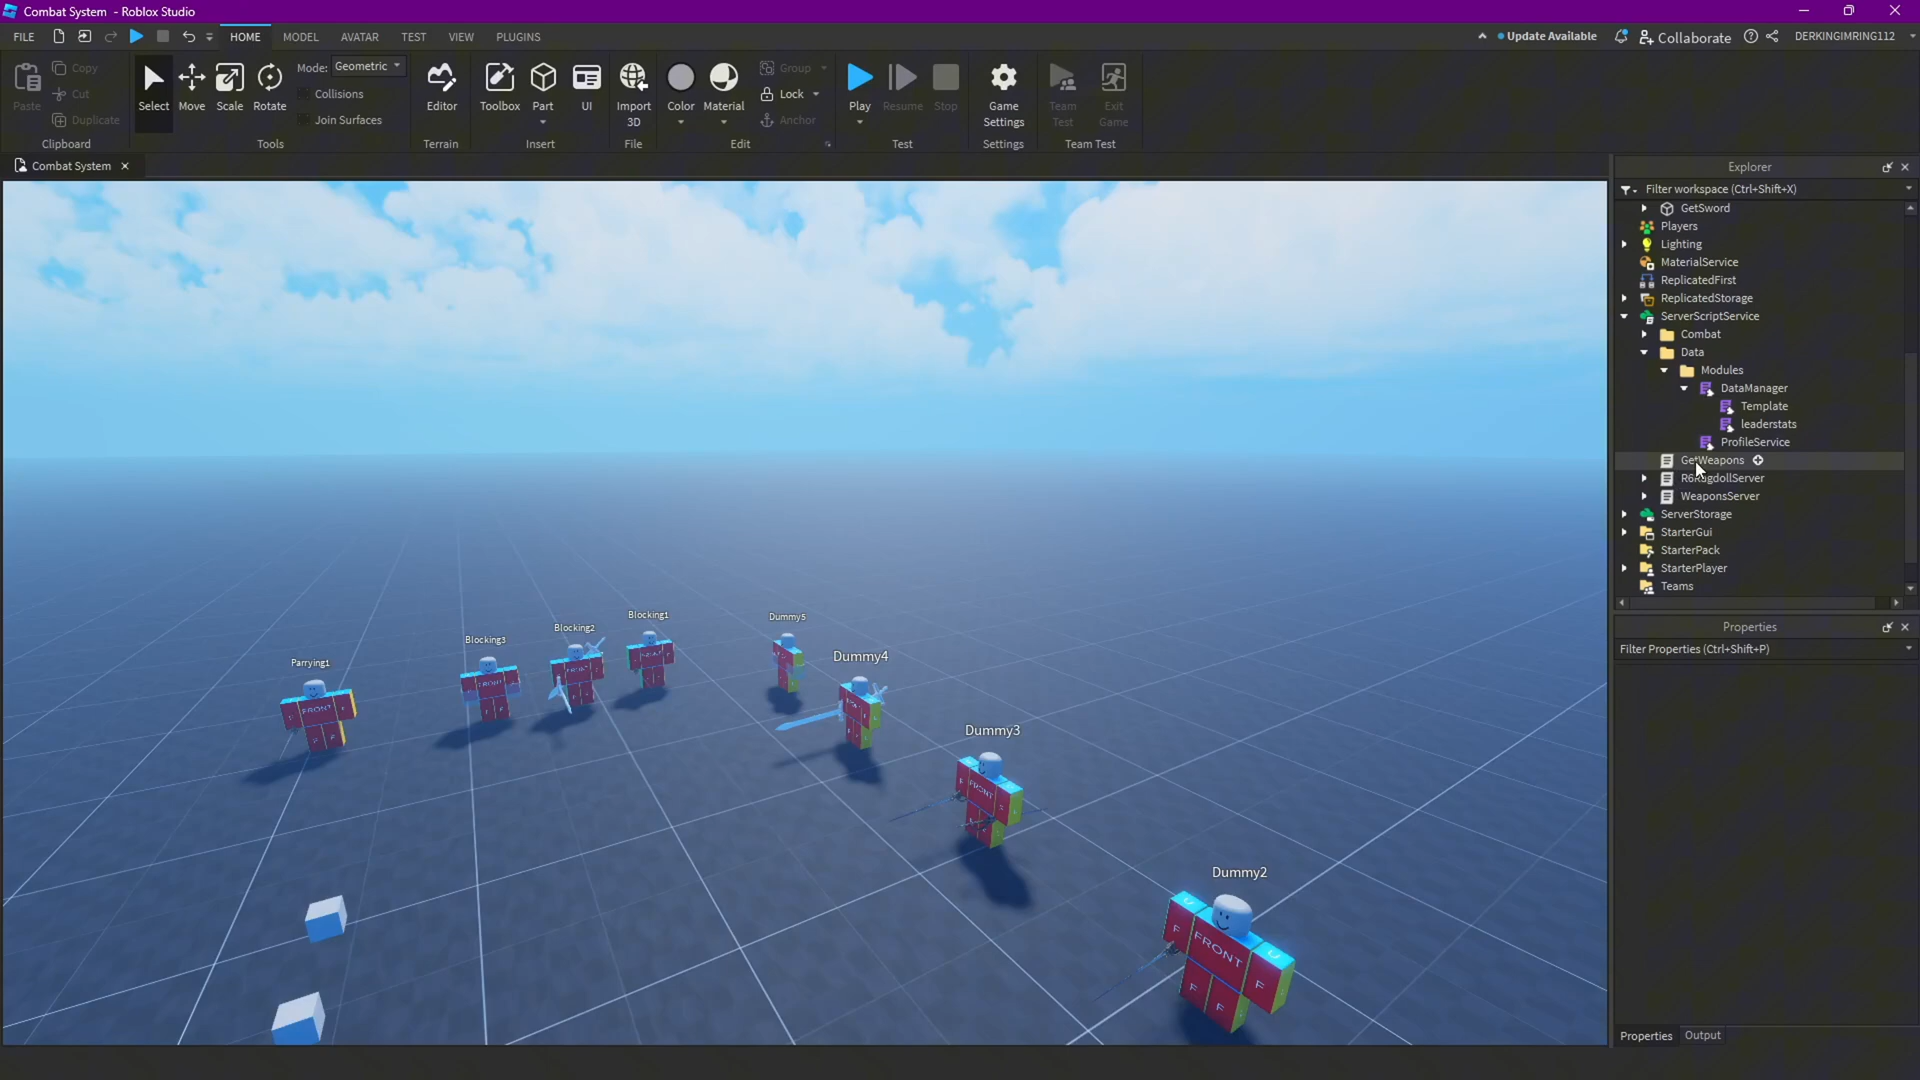 Combat System - Roblox Studio
FILE HOME MODEL AVATAR TEST VIEW PLUGINS
Update Available
Collaborate
DERKINGIMRING112
Paste
Copy
Cut
Duplicate
Clipboard
Select Move Scale Rotate
Mode: Geometric
Collisions
Join Surfaces
Tools
Editor
Terrain
Toolbox Part UI
Insert
Import
3D
File
Color Material
Group
Lock
Anchor
Edit
Play Resume Stop
Test
Game
Settings
Settings
Team
Test
Exit
Game
Team Test
Combat System
Explorer
Filter workspace (Ctrl+Shift+X)
GetSword
Players
Lighting
MaterialService
ReplicatedFirst
ReplicatedStorage
ServerScriptService
Combat
Data
Modules
DataManager
Template
leaderstats
ProfileService
GetWeapons
R6RagdollServer
WeaponsServer
ServerStorage
StarterGui
StarterPack
StarterPlayer
Teams
Properties
Filter Properties (Ctrl+Shift+P)
Properties Output
Parrying1
Blocking3
Blocking2
Blocking1
Dummy5
Dummy4
Dummy3
Dummy2
FRONT
FRONT
FRONT
FRONT
FRONT
F
F
F
F
U
U